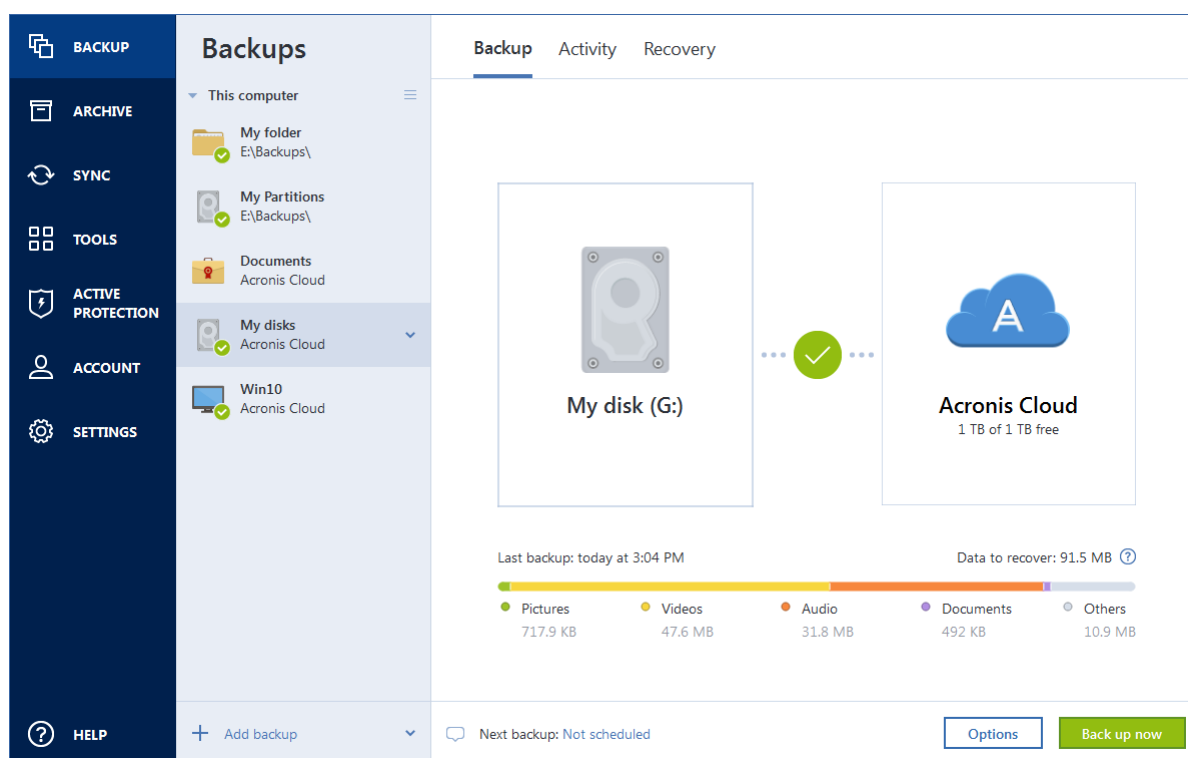 BACKUP
ARCHIVE
SYNC
TOOLS
ACTIVE
PROTECTION
ACCOUNT
SETTINGS
HELP
Backups
This computer
My folder
E:\Backups\
My Partitions
E:\Backups\
Documents
Acronis Cloud
My disks
Acronis Cloud
Win10
Acronis Cloud
Add backup
Backup Activity Recovery
My disk (G:)
A
Acronis Cloud
1 TB of 1 TB free
Last backup: today at 3:04 PM Data to recover: 91.5 MB ?
Pictures Videos Audio Documents Others
717.9 KB 47.6 MB 31.8 MB 492 KB 10.9 MB
Next backup: Not scheduled Options Back up now